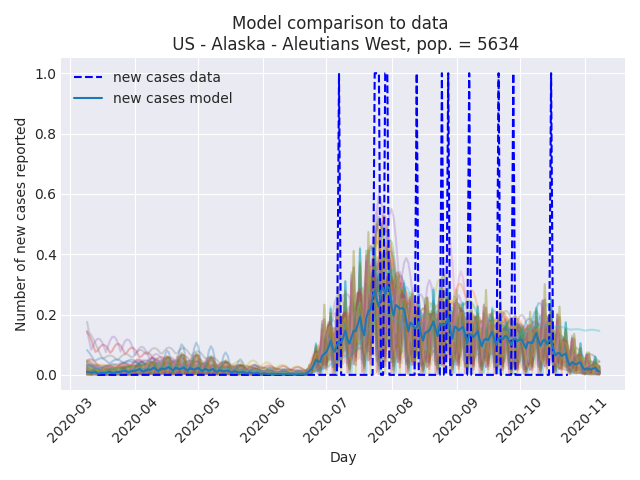 Model comparison to data
US - Alaska - Aleutians West, pop. = 5634
new cases data
new cases model
Number of new cases reported
1.0
0.8
0.6
0.4
0.2
0.0
2020-03
2020-04
2020-05
2020-06
2020-07
2020-08
2020-09
2020-10
2020-11
Day